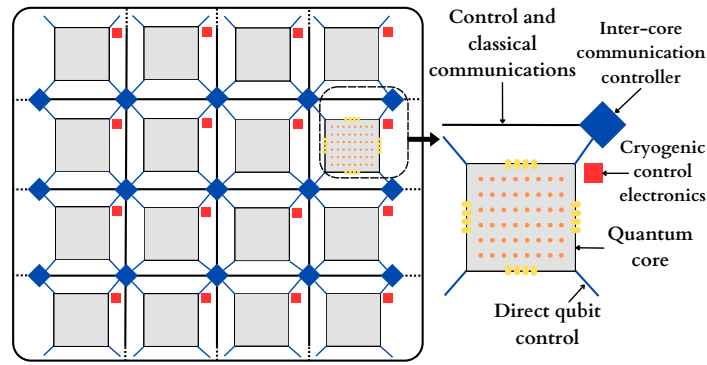 Control and
classical
communications
Inter-core
communication
controller
Cryogenic
control
electronics
Quantum
core
Direct qubit
control